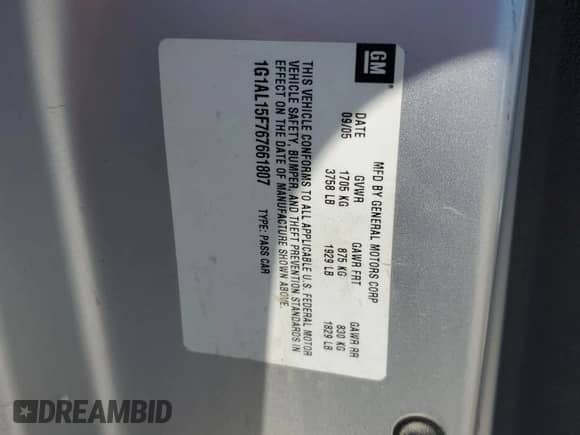 GM
®
MFD BY GENERAL MOTORS CORP
DATE GVWR GAWR FRT GAWR RR
09/05 1705 KG 875 KG 830 KG
3758 LB 1929 LB 1829 LB
THIS VEHICLE CONFORMS TO ALL APPLICABLE U.S. FEDERAL MOTOR
VEHICLE SAFETY, BUMPER, AND THEFT PREVENTION STANDARDS IN
EFFECT ON THE DATE OF MANUFACTURE SHOWN ABOVE.
1G1AL15F767661807 TYPE: PASS CAR
DREAMBID